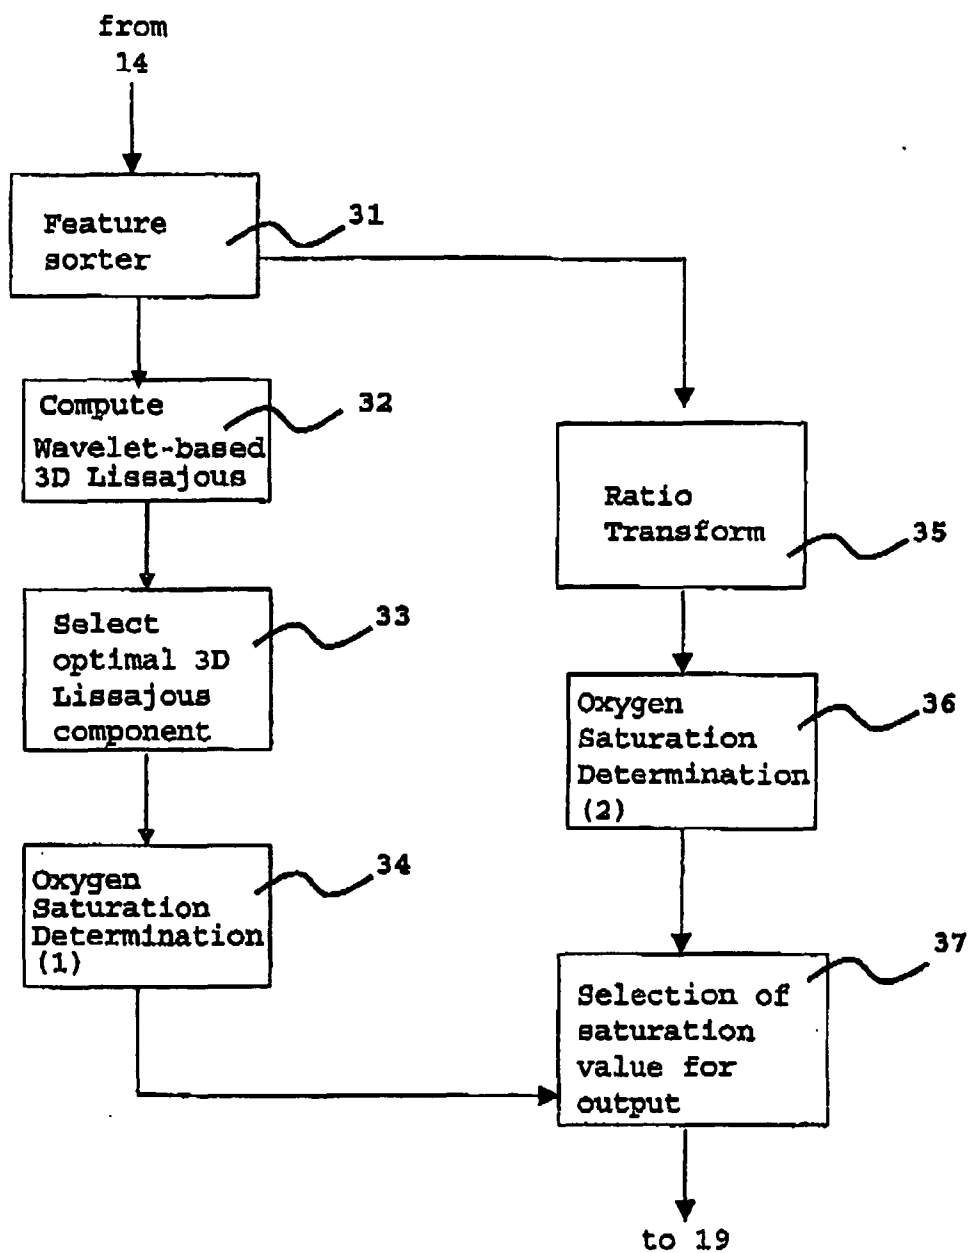 from
14
Feature
sorter
31
Compute
Wavelet-based
3D Lissajous
32
Select
optimal 3D
Lissajous
component
33
Oxygen
Saturation
Determination
(1)
34
Ratio
Transform
35
Oxygen
Saturation
Determination
(2)
36
Selection of
saturation
value for
output
37
to 19